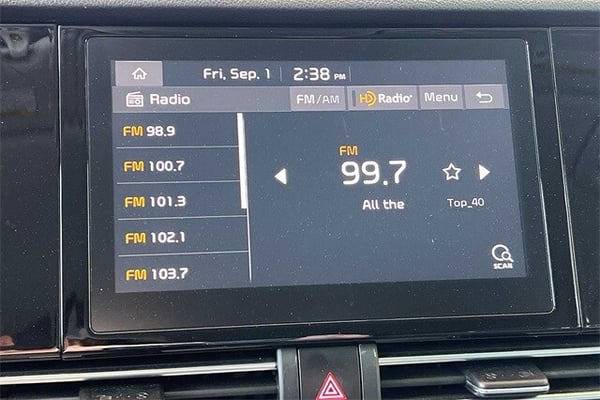 Fri, Sep. 1 2:38 PM
Radio FM/AM HD Radio Menu
FM 98.9
FM 100.7
FM 101.3
FM 102.1
FM 103.7
FM
99.7
All the Top_40
SCAN